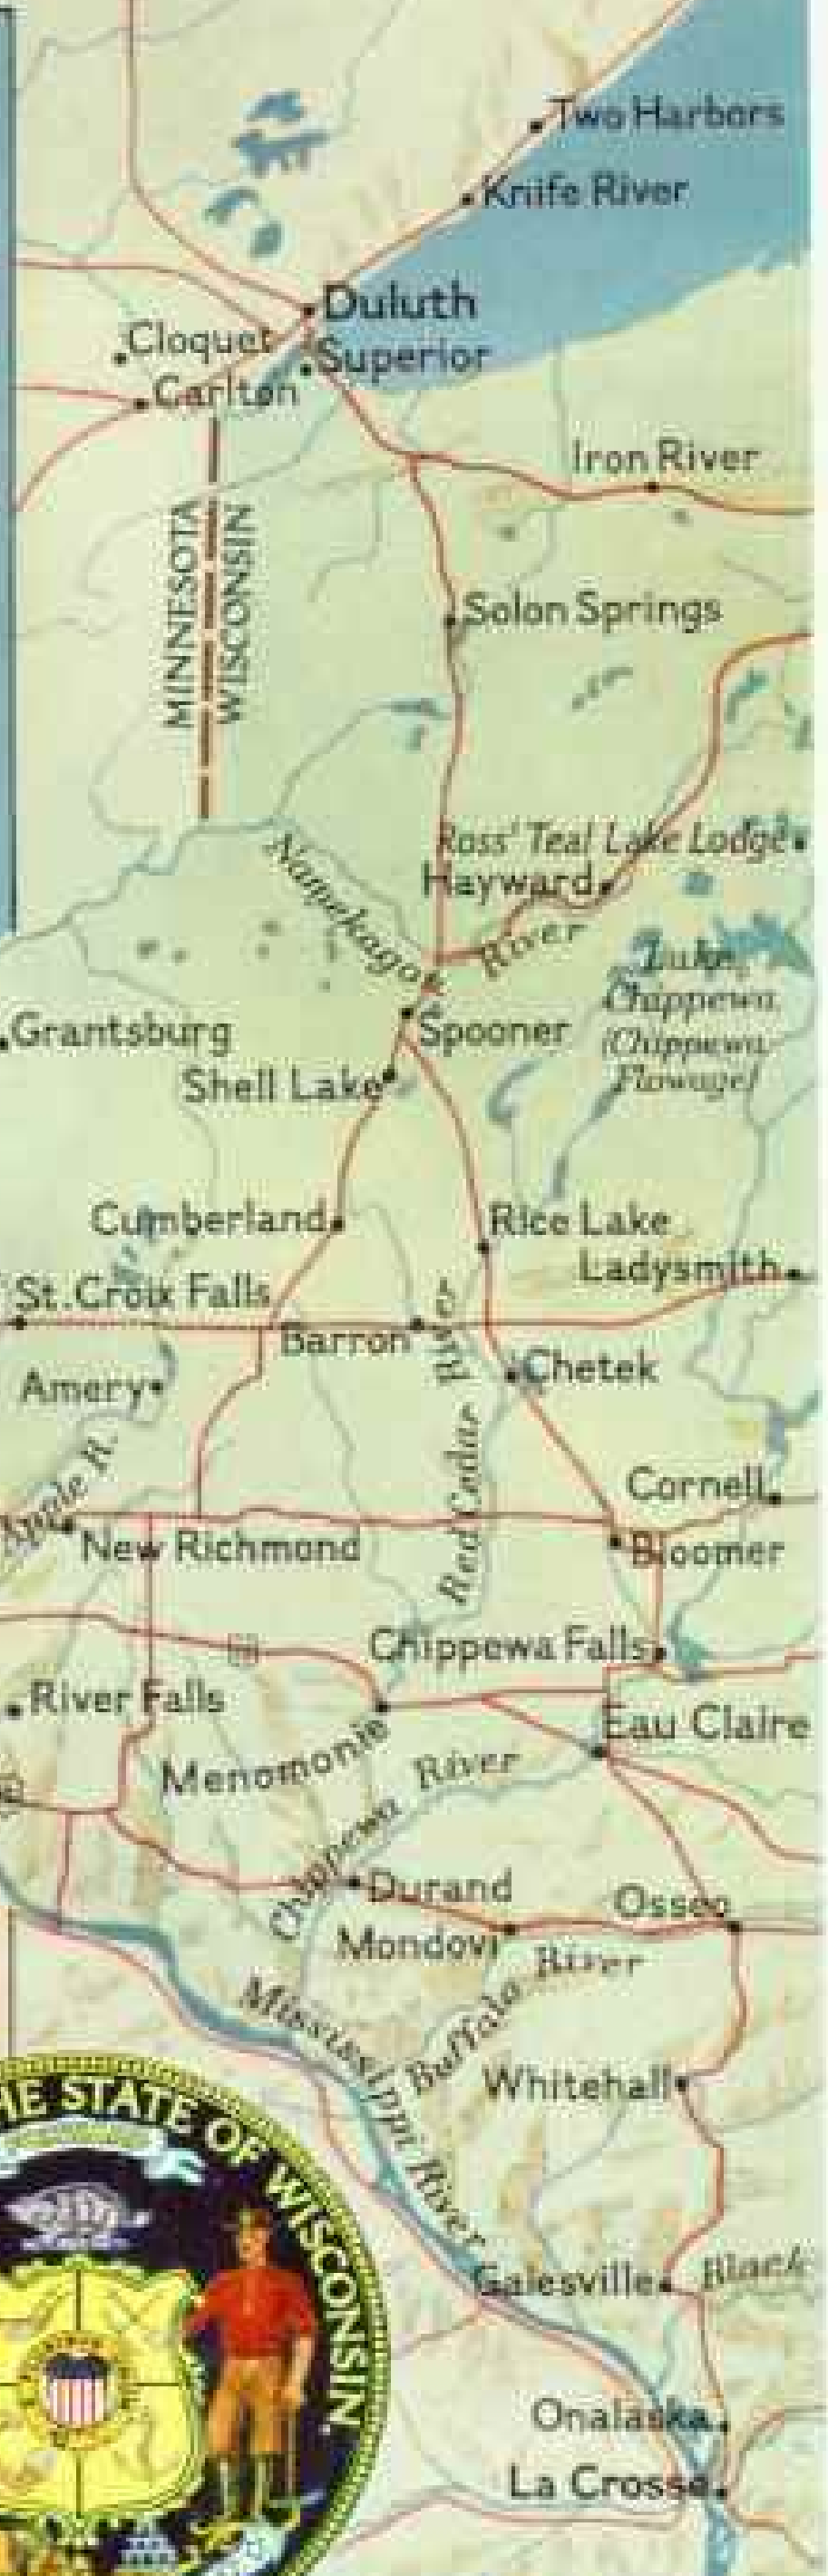 Two Harbors
Knife River
Duluth
Cloquet
Superior
Carlton
Iron River
MINNESOTA
WISCONSIN
Solon Springs
Ross' Teal Lake Lodge
Hayward
Namekagon River
Lake
Chippewa
(Chippewa
Flowage)
Grantsburg
Spooner
Shell Lake
Cumberland
Rice Lake
Ladysmith
St. Croix Falls
Barron
Chetek
Amery
Red Cedar River
Apple R.
Cornell
New Richmond
Bloomer
Chippewa Falls
River Falls
Eau Claire
Menomonie
Chippewa River
Durand
Osseo
Mondovi
Buffalo River
Mississippi River
Whitehall
HE STATE OF WISCONSIN
Galesville
Black
Onalaska
La Crosse